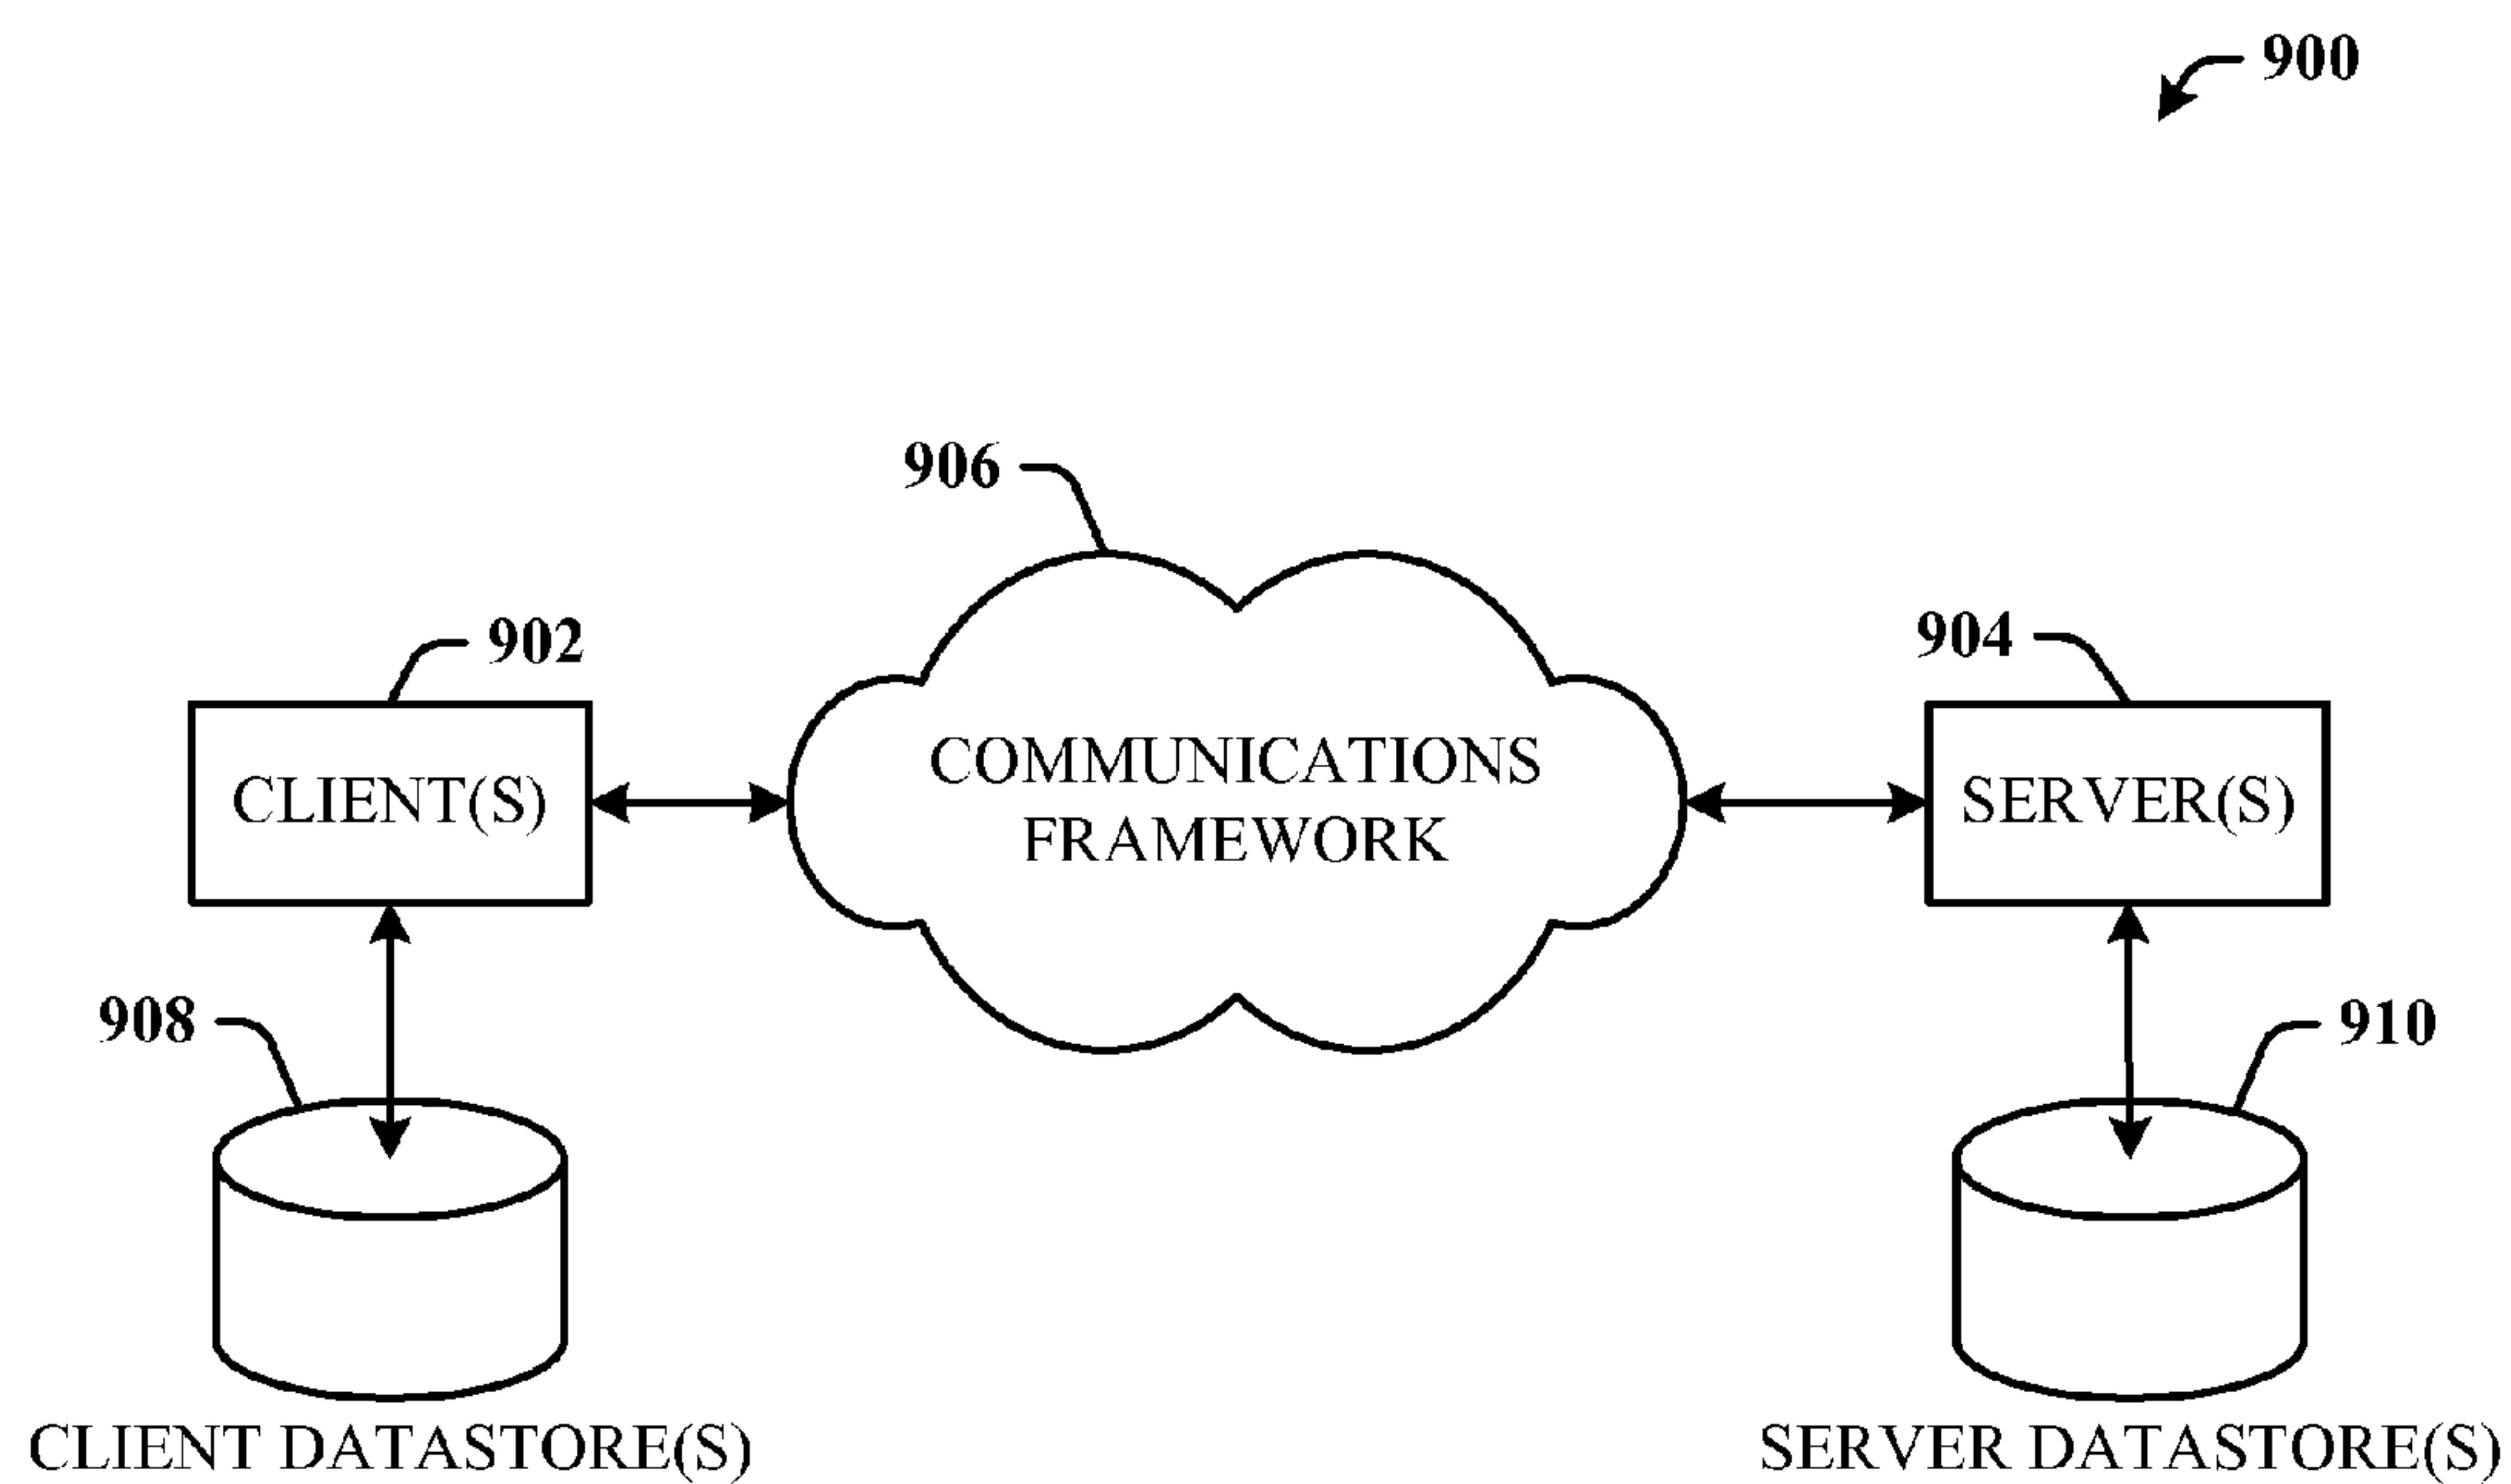 900
906
902
904
COMMUNICATIONS
FRAMEWORK
CLIENT(S)
SERVER(S)
908
910
CLIENT DATASTORE(S)
SERVER DATASTORE(S)